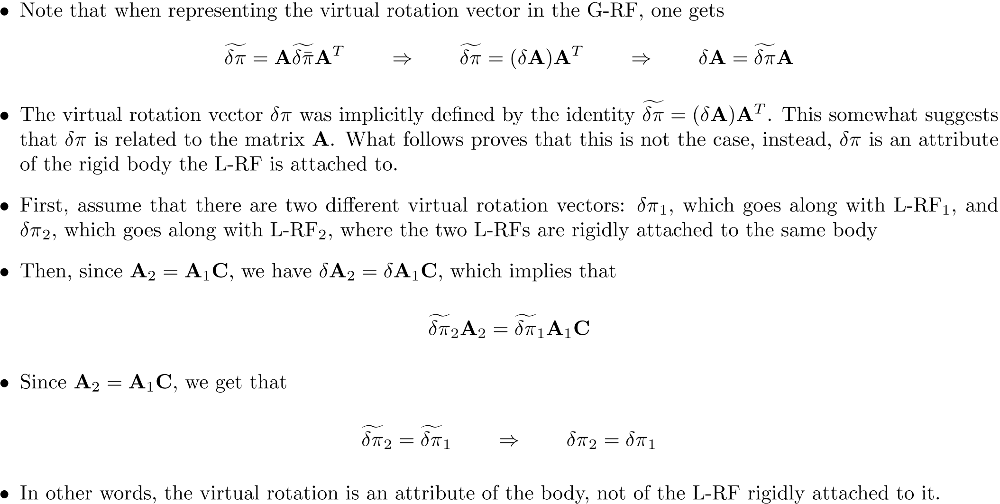 • Note that when representing the virtual rotation vector in the G-RF, one gets
$\widetilde{\delta\pi} = \mathbf{A}\widetilde{\delta\bar{\pi}}\mathbf{A}^T \quad \Rightarrow \quad \widetilde{\delta\pi} = (\delta\mathbf{A})\mathbf{A}^T \quad \Rightarrow \quad \delta\mathbf{A} = \widetilde{\delta\pi}\mathbf{A}$
• The virtual rotation vector $\delta\pi$ was implicitly defined by the identity $\widetilde{\delta\pi} = (\delta\mathbf{A})\mathbf{A}^T$. This somewhat suggests
that $\delta\pi$ is related to the matrix $\mathbf{A}$. What follows proves that this is not the case, instead, $\delta\pi$ is an attribute
of the rigid body the L-RF is attached to.
• First, assume that there are two different virtual rotation vectors: $\delta\pi_1$, which goes along with L-RF$_1$, and
$\delta\pi_2$, which goes along with L-RF$_2$, where the two L-RFs are rigidly attached to the same body
• Then, since $\mathbf{A}_2 = \mathbf{A}_1\mathbf{C}$, we have $\delta\mathbf{A}_2 = \delta\mathbf{A}_1\mathbf{C}$, which implies that
$\widetilde{\delta\pi}_2\mathbf{A}_2 = \widetilde{\delta\pi}_1\mathbf{A}_1\mathbf{C}$
• Since $\mathbf{A}_2 = \mathbf{A}_1\mathbf{C}$, we get that
$\widetilde{\delta\pi}_2 = \widetilde{\delta\pi}_1 \quad \Rightarrow \quad \delta\pi_2 = \delta\pi_1$
• In other words, the virtual rotation is an attribute of the body, not of the L-RF rigidly attached to it.